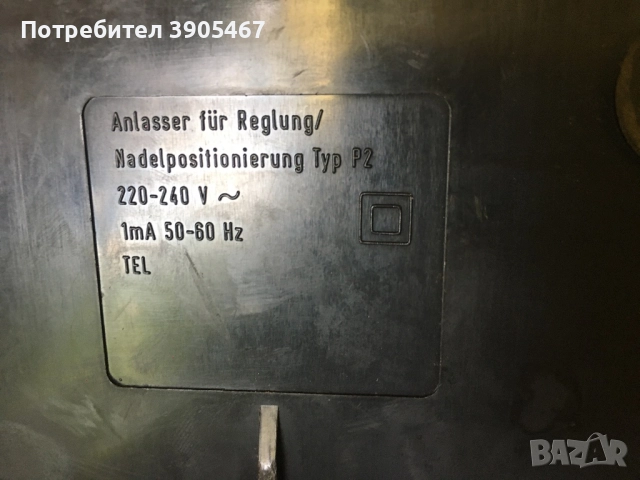 Потребител 3905467
Anlasser für Reglung/
Nadelpositionierung Typ P2
220-240 V ~
1mA 50-60 Hz
TEL
BAZAR